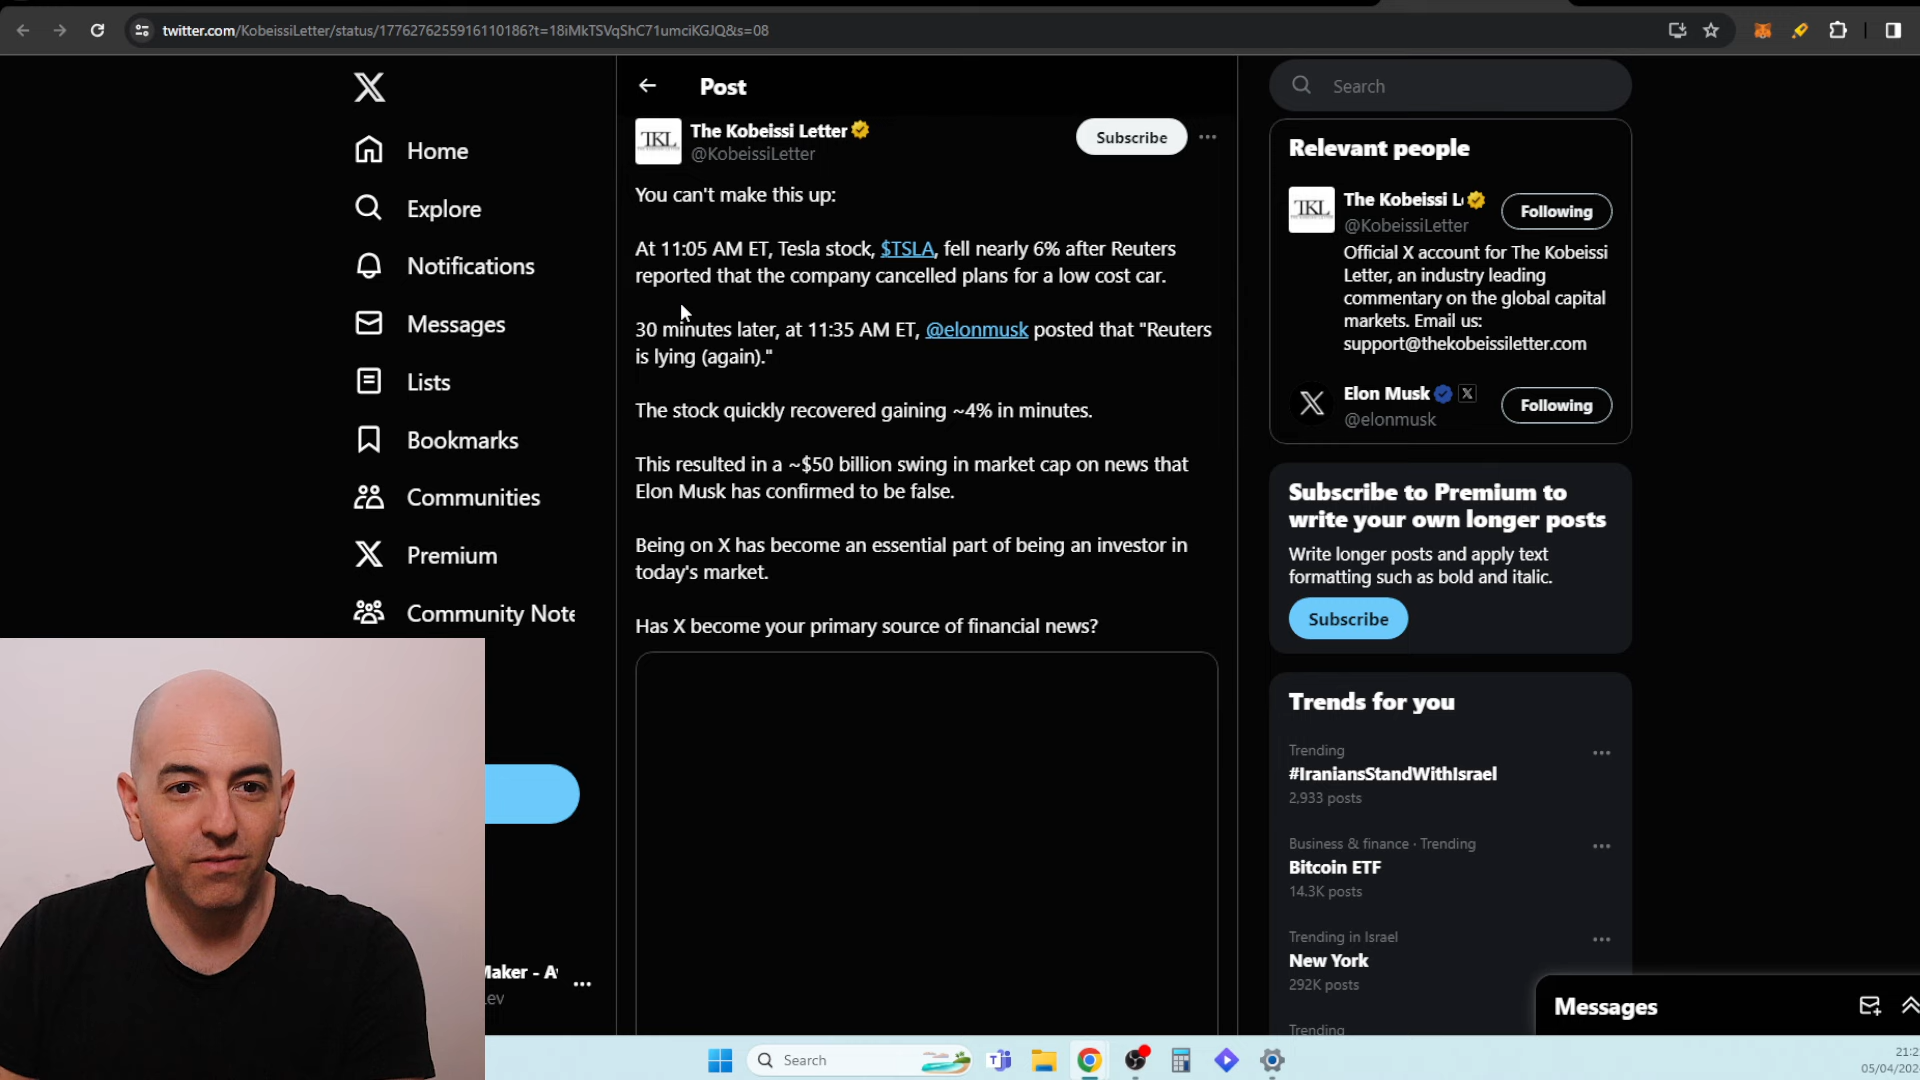 twitter.com/KobeissiLetter/status/1776276255916110186?t=18iMkTSVqShC71umciKGJQ&s=08
Home
Explore
Notifications
Messages
Lists
Bookmarks
Communities
Premium
Community Note
Maker - A
ev
Post
TKL
The Kobeissi Letter
@KobeissiLetter
Subscribe
You can't make this up:
At 11:05 AM ET, Tesla stock, $TSLA, fell nearly 6% after Reuters
reported that the company cancelled plans for a low cost car.
30 minutes later, at 11:35 AM ET, @elonmusk posted that "Reuters
is lying (again)."
The stock quickly recovered gaining ~4% in minutes.
This resulted in a ~$50 billion swing in market cap on news that
Elon Musk has confirmed to be false.
Being on X has become an essential part of being an investor in
today's market.
Has X become your primary source of financial news?
Search
Relevant people
TKL
The Kobeissi L
@KobeissiLetter
Following
Official X account for The Kobeissi
Letter, an industry leading
commentary on the global capital
markets. Email us:
support@thekobeissiletter.com
Elon Musk
@elonmusk
Following
Subscribe to Premium to
write your own longer posts
Write longer posts and apply text
formatting such as bold and italic.
Subscribe
Trends for you
Trending
#IraniansStandWithIsrael
2,933 posts
Business & finance · Trending
Bitcoin ETF
14.3K posts
Trending in Israel
New York
292K posts
Trending
Messages
Search
21:2
05/04/202